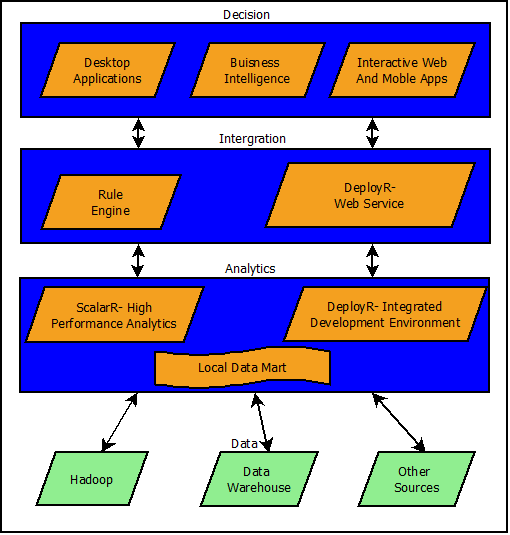 Decision
Desktop
Applications
Buisness
Intelligence
Interactive Web
And Moble Apps
Intergration
Rule
Engine
DeployR-
Web Service
Analytics
ScalarR- High
Performance Analytics
DeployR- Integrated
Development Environment
Local Data Mart
Data
Hadoop
Data
Warehouse
Other
Sources